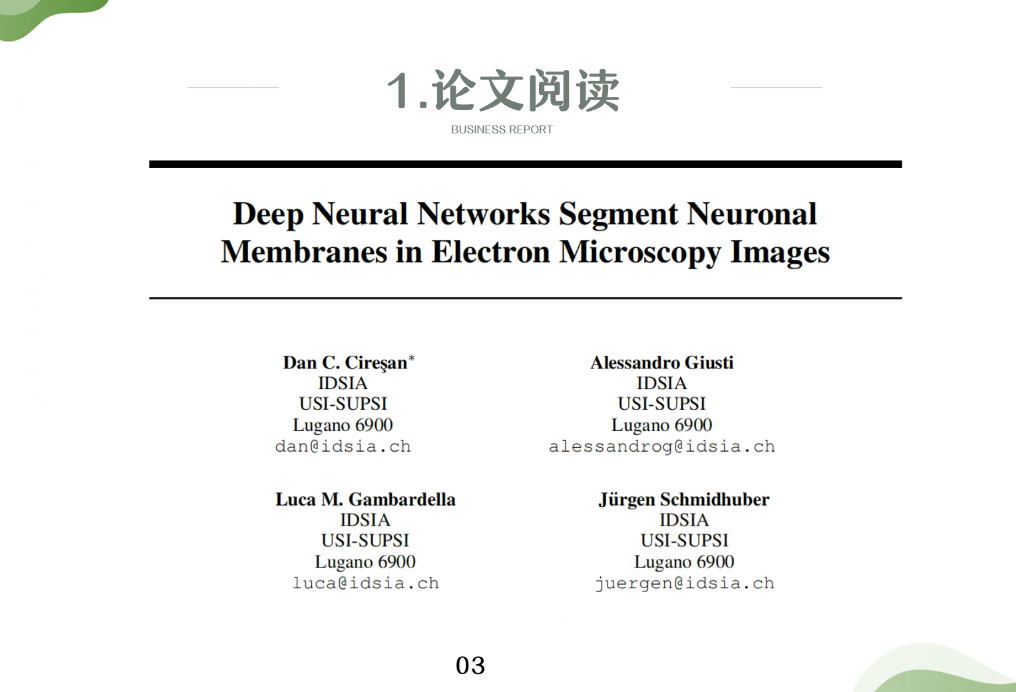 1.论文阅读
BUSINESS REPORT
Deep Neural Networks Segment Neuronal
Membranes in Electron Microscopy Images
Dan C. Cireşan*
IDSIA
USI-SUPSI
Lugano 6900
dan@idsia.ch
Alessandro Giusti
IDSIA
USI-SUPSI
Lugano 6900
alessandrog@idsia.ch
Luca M. Gambardella
IDSIA
USI-SUPSI
Lugano 6900
luca@idsia.ch
Jürgen Schmidhuber
IDSIA
USI-SUPSI
Lugano 6900
juergen@idsia.ch
03